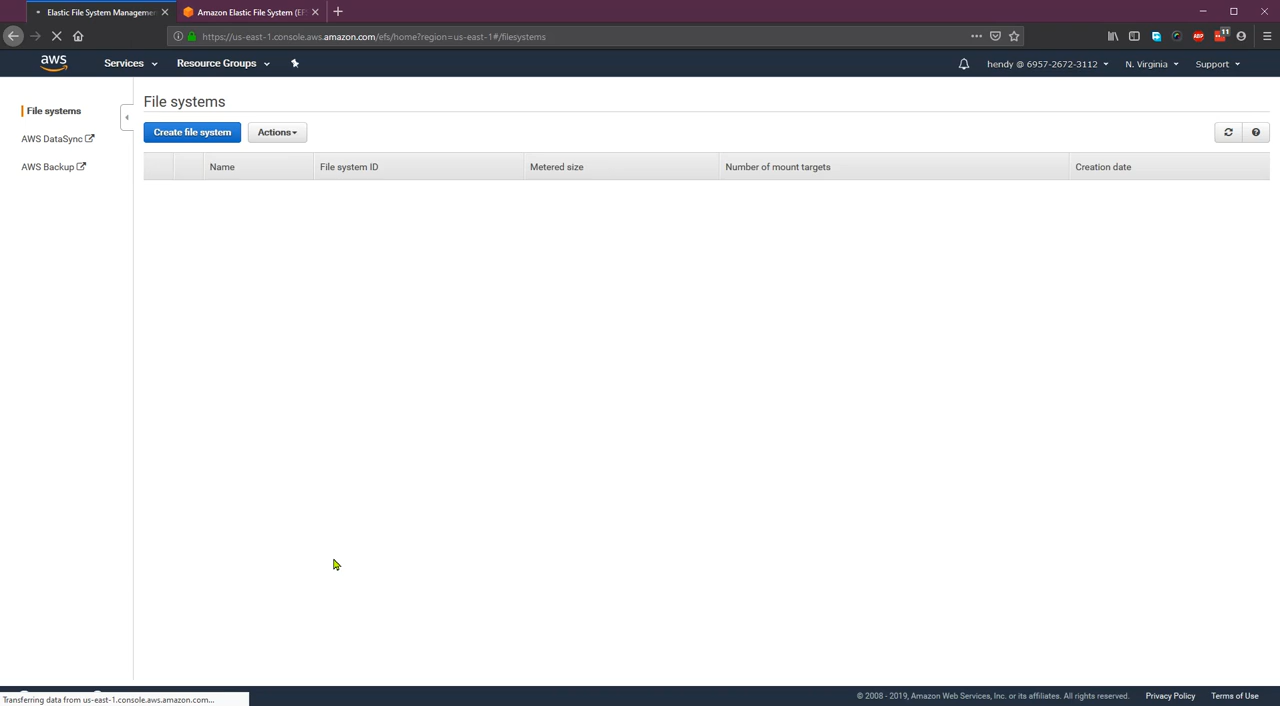 Elastic File System Managemen
Amazon Elastic File System (EF
https://us-east-1.console.aws.amazon.com/efs/home?region=us-east-1#/filesystems
ABP
11
aws
Services
Resource Groups
hendy @ 6957-2672-3112
N. Virginia
Support
File systems
AWS DataSync
AWS Backup
File systems
Create file system
Actions
Name
File system ID
Metered size
Number of mount targets
Creation date
Transferring data from us-east-1.console.aws.amazon.com...
© 2008 - 2019, Amazon Web Services, Inc. or its affiliates. All rights reserved.
Privacy Policy
Terms of Use